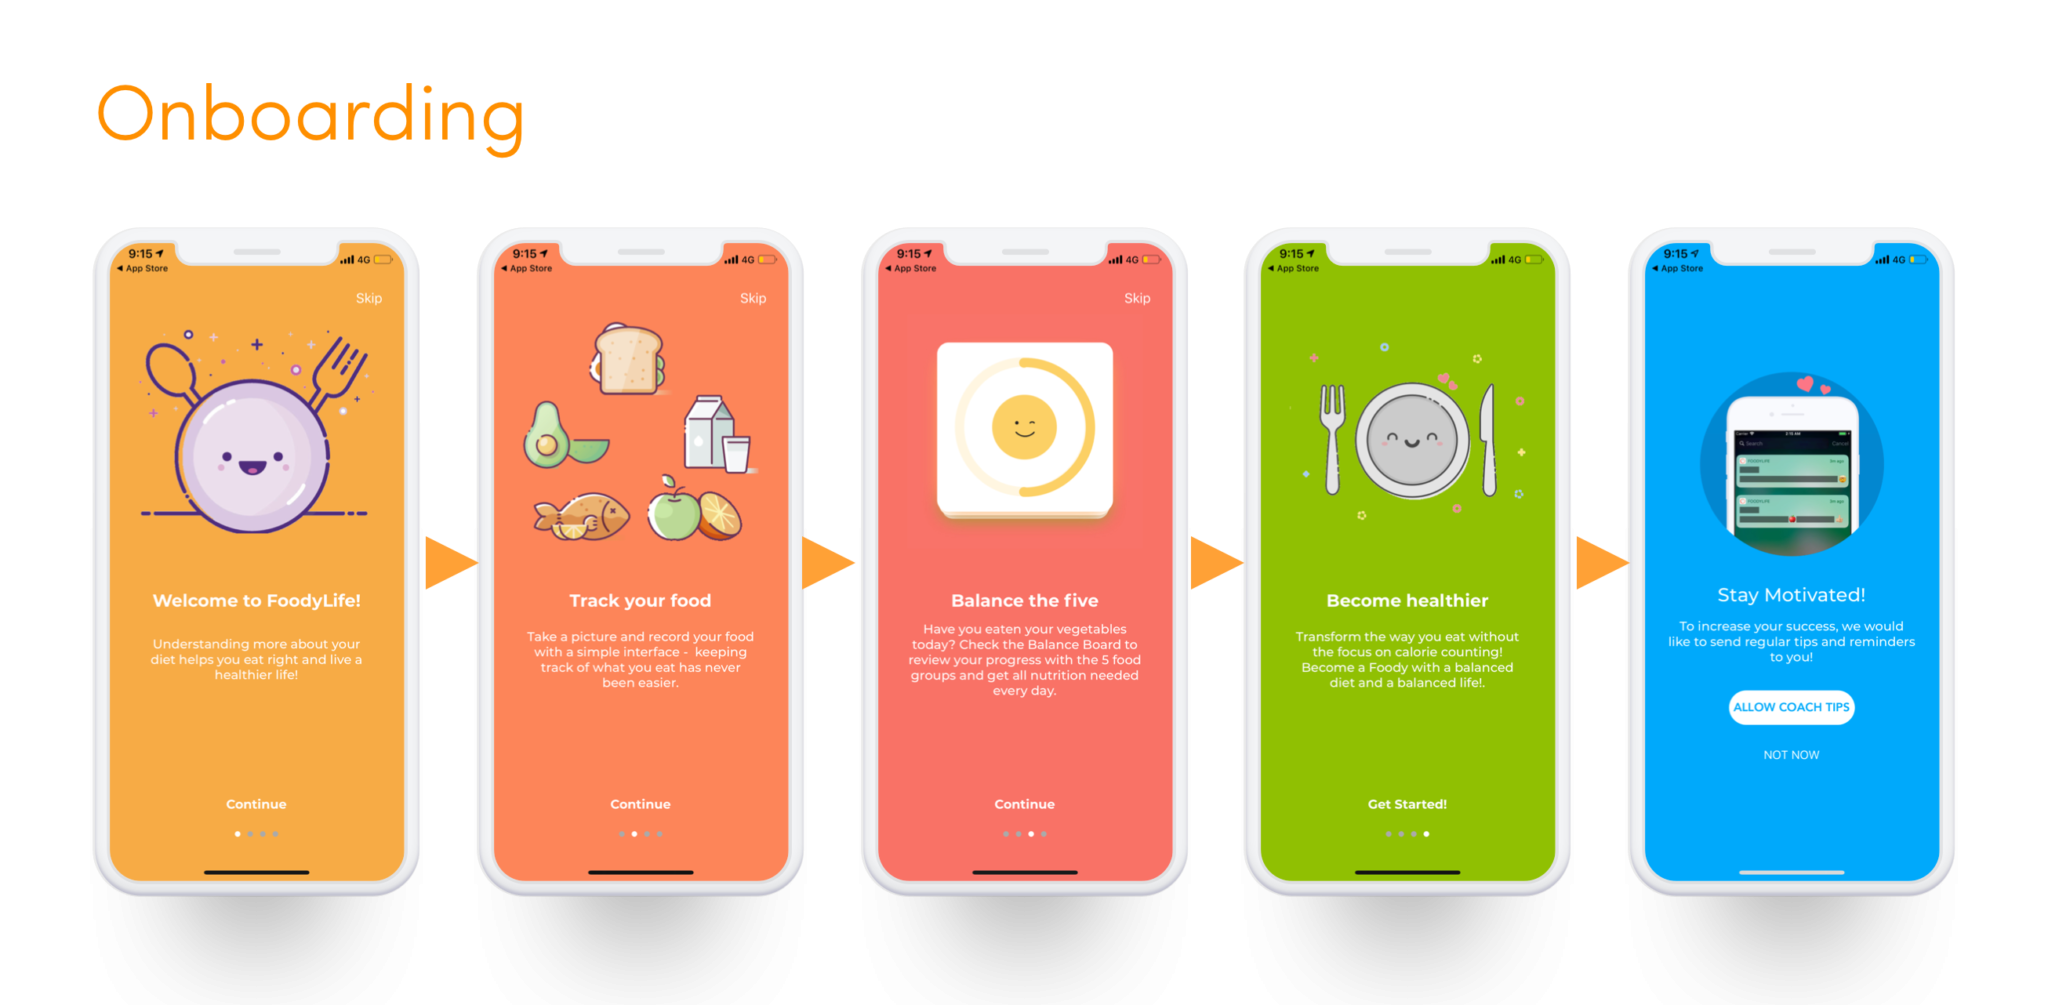 Onboarding
9:15
◀ App Store
4G
Skip
Welcome to FoodyLife!
Understanding more about your
diet helps you eat right and live a
healthier life!
Continue
9:15
◀ App Store
4G
Skip
Track your food
Take a picture and record your food
with a simple interface -  keeping
track of what you eat has never
been easier.
Continue
9:15
◀ App Store
4G
Skip
Balance the five
Have you eaten your vegetables
today? Check the Balance Board to
review your progress with the 5 food
groups and get all nutrition needed
every day.
Continue
9:15
◀ App Store
4G
Become healthier
Transform the way you eat without
the focus on calorie counting!
Become a Foody with a balanced
diet and a balanced life!.
Get Started!
9:15
◀ App Store
4G
Search
Cancel
FOODYLIFE
FOODYLIFE
Stay Motivated!
To increase your success, we would
like to send regular tips and reminders
to you!
ALLOW COACH TIPS
NOT NOW